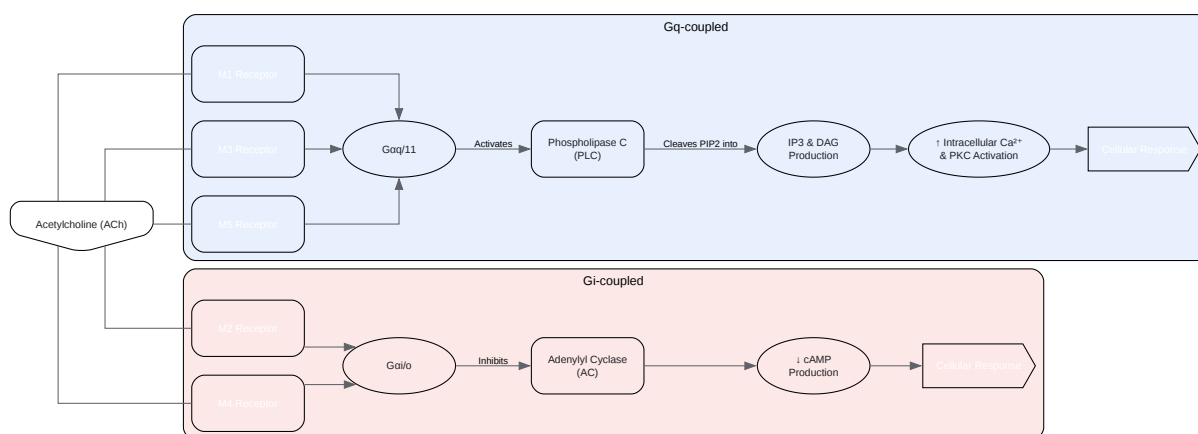 Gq-coupled
M1 Receptor
M3 Receptor
Gαq/11
Activates
Phospholipase C
(PLC)
Cleaves PIP2 into
IP3 & DAG
Production
↑ Intracellular Ca²⁺
& PKC Activation
Cellular Response
M5 Receptor
Acetylcholine (ACh)
Gi-coupled
M2 Receptor
Gαi/o
Inhibits
Adenylyl Cyclase
(AC)
↓ cAMP
Production
Cellular Response
M4 Receptor